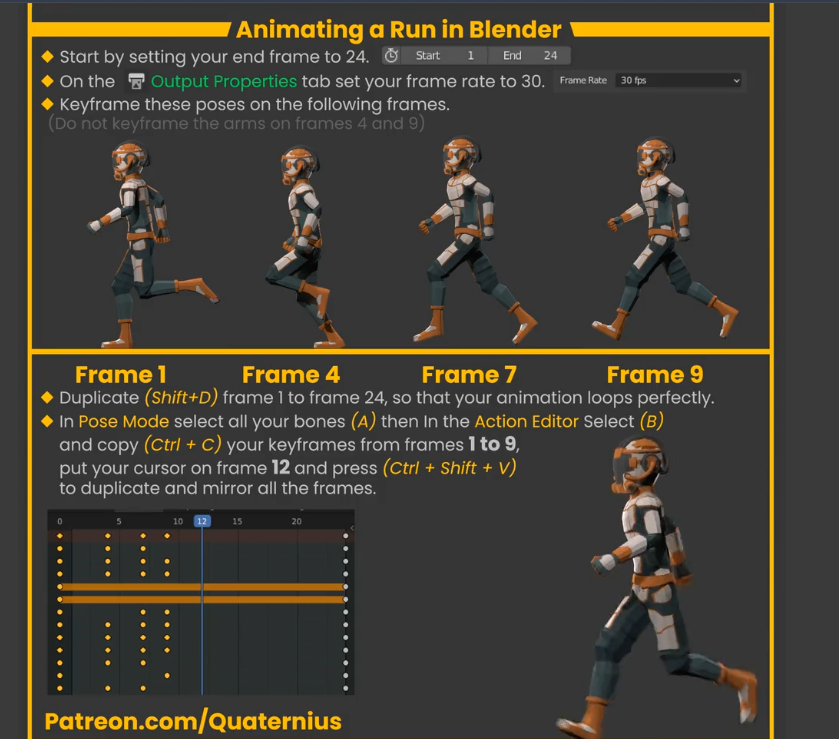 Animating a Run in Blender
Start by setting your end frame to 24. Start 1 End 24
On the Output Properties tab set your frame rate to 30. Frame Rate 30 fps
Keyframe these poses on the following frames.
(Do not keyframe the arms on frames 4 and 9)
Frame 1 Frame 4 Frame 7 Frame 9
Duplicate (Shift+D) frame 1 to frame 24, so that your animation loops perfectly.
In Pose Mode select all your bones (A) then In the Action Editor Select (B)
and copy (Ctrl + C) your keyframes from frames 1 to 9,
put your cursor on frame 12 and press (Ctrl + Shift + V)
to duplicate and mirror all the frames.
0 5 10 12 15 20
Patreon.com/Quaternius